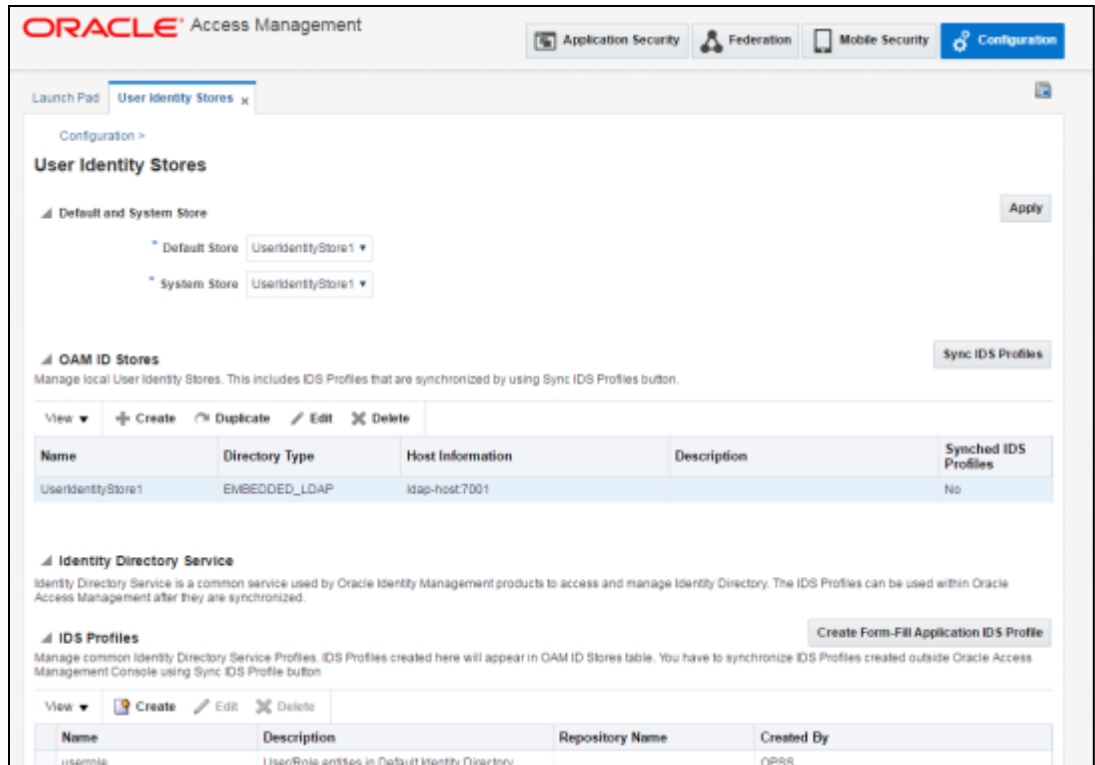 ORACLE® Access Management
Application Security Federation Mobile Security Configuration
Launch Pad User Identity Stores x
Configuration >
User Identity Stores
Default and System Store Apply
* Default Store UserIdentityStore1
* System Store UserIdentityStore1
OAM ID Stores Sync IDS Profiles
Manage local User Identity Stores. This includes IDS Profiles that are synchronized by using Sync IDS Profiles button.
View Create Duplicate Edit Delete
Name Directory Type Host Information Description Synched IDS Profiles
UserIdentityStore1 EMBEDDED_LDAP ldap-host:7001 No
Identity Directory Service
Identity Directory Service is a common service used by Oracle Identity Management products to access and manage Identity Directory. The IDS Profiles can be used within Oracle
Access Management after they are synchronized.
IDS Profiles Create Form-Fill Application IDS Profile
Manage common Identity Directory Service Profiles. IDS Profiles created here will appear in OAM ID Stores table. You have to synchronize IDS Profiles created outside Oracle Access
Management Console using Sync IDS Profile button
View Create Edit Delete
Name Description Repository Name Created By
userrole User/Role entities in Default Identity Directory OPSS